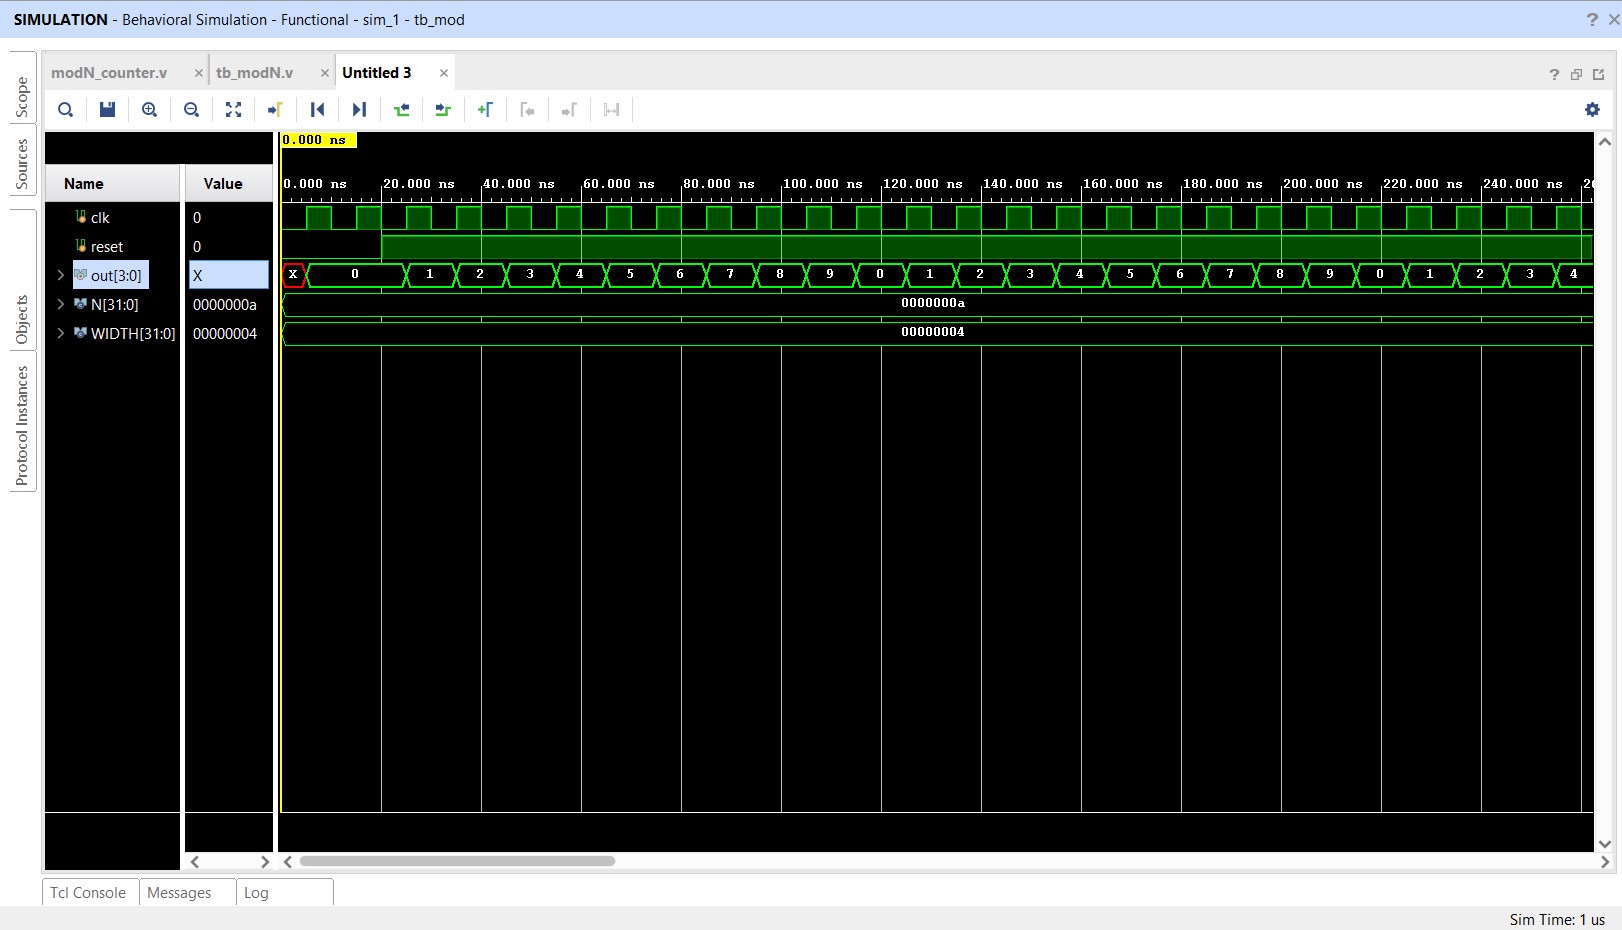 SIMULATION - Behavioral Simulation - Functional - sim_1 - tb_mod
? ×
Scope
Sources
Objects
Protocol Instances
modN_counter.v × tb_modN.v × Untitled 3 ×
?
0.000 ns
Name Value
0.000 ns 20.000 ns 40.000 ns 60.000 ns 80.000 ns 100.000 ns 120.000 ns 140.000 ns 160.000 ns 180.000 ns 200.000 ns 220.000 ns 240.000 ns
clk 0
reset 0
out[3:0] X X 0 1 2 3 4 5 6 7 8 9 0 1 2 3 4 5 6 7 8 9 0 1 2 3 4
N[31:0] 0000000a 0000000a
WIDTH[31:0] 00000004 00000004
Tcl Console Messages Log
Sim Time: 1 us